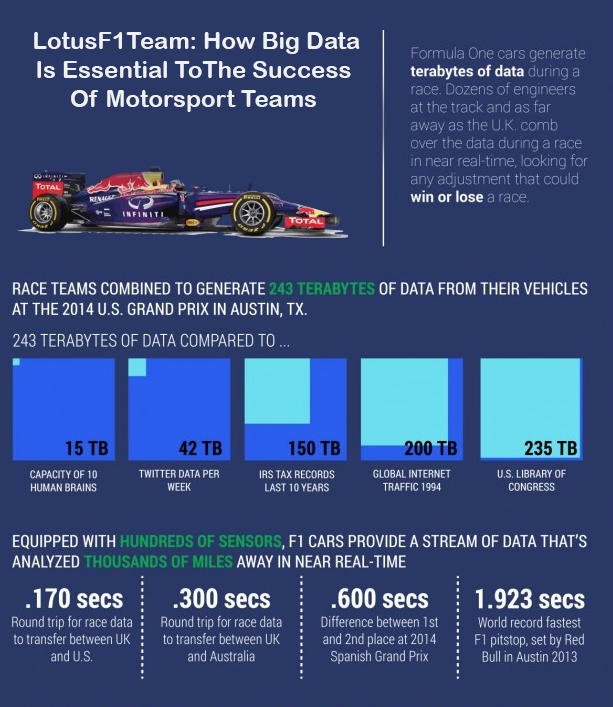 LotusF1Team: How Big Data
Is Essential ToThe Success
Of Motorsport Teams
Formula One cars generate
terabytes of data during a
race. Dozens of engineers
at the track and as far
away as the U.K. comb
over the data during a race
in near real-time, looking for
any adjustment that could
win or lose a race.
INFINITI
TOTAL
RENAULT
INFINITI
PIRELLI
TOTAL
RACE TEAMS COMBINED TO GENERATE 243 TERABYTES OF DATA FROM THEIR VEHICLES
AT THE 2014 U.S. GRAND PRIX IN AUSTIN, TX.
243 TERABYTES OF DATA COMPARED TO ...
15 TB
42 TB
150 TB
200 TB
235 TB
CAPACITY OF 10
HUMAN BRAINS
TWITTER DATA PER
WEEK
IRS TAX RECORDS
LAST 10 YEARS
GLOBAL INTERNET
TRAFFIC 1994
U.S. LIBRARY OF
CONGRESS
EQUIPPED WITH HUNDREDS OF SENSORS, F1 CARS PROVIDE A STREAM OF DATA THAT'S
ANALYZED THOUSANDS OF MILES AWAY IN NEAR REAL-TIME
.170 secs
Round trip for race data
to transfer between UK
and U.S.
.300 secs
Round trip for race data
to transfer between UK
and Australia
.600 secs
Difference between 1st
and 2nd place at 2014
Spanish Grand Prix
1.923 secs
World record fastest
F1 pitstop, set by Red
Bull in Austin 2013